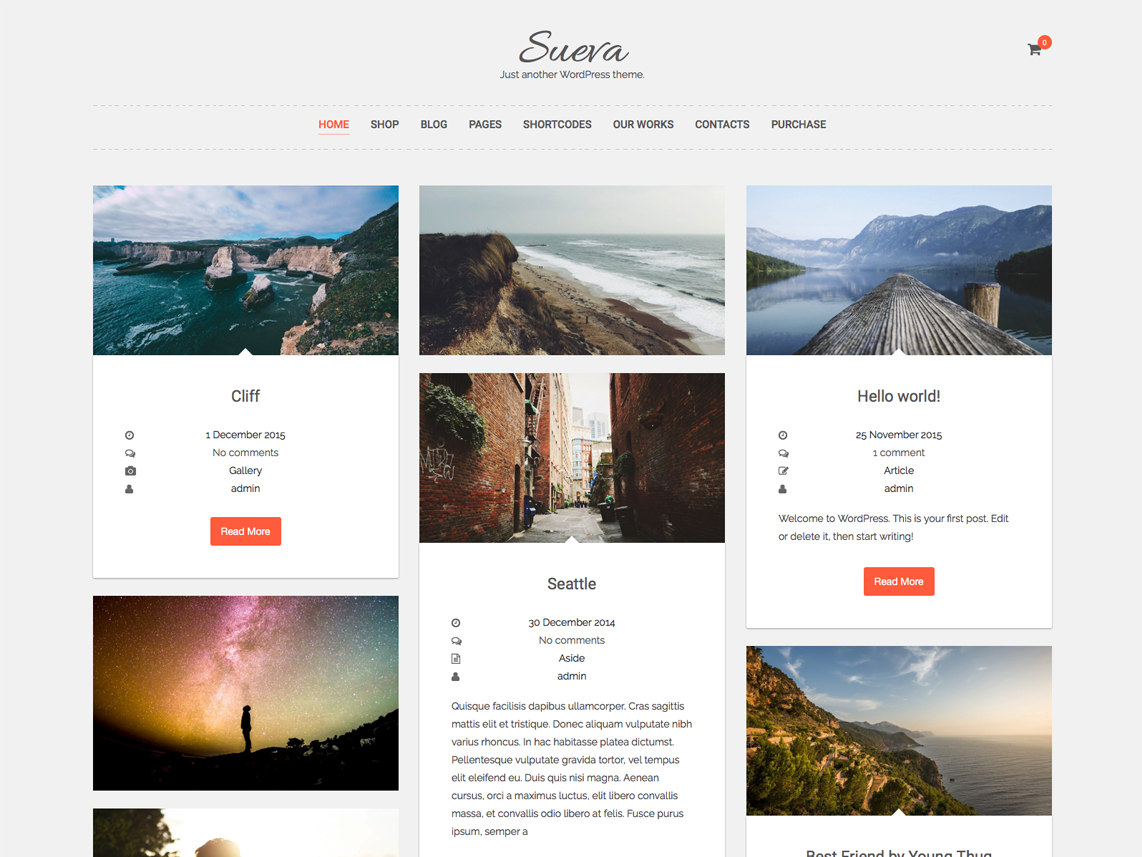 Sueva
Just another WordPress theme.
0
HOME SHOP BLOG PAGES SHORTCODES OUR WORKS CONTACTS PURCHASE
Cliff
1 December 2015
No comments
Gallery
admin
Read More
Seattle
30 December 2014
No comments
Aside
admin
Quisque facilisis dapibus ullamcorper. Cras sagittis
mattis elit et tristique. Donec aliquam vulputate nibh
varius rhoncus. In hac habitasse platea dictumst.
Pellentesque vulputate gravida tortor, vel tempus
elit eleifend eu. Duis quis nisi magna. Aenean
cursus, orci a maximus luctus, elit libero convallis
massa, et convallis odio libero at felis. Fusce purus
ipsum, semper a
Hello world!
25 November 2015
1 comment
Article
admin
Welcome to WordPress. This is your first post. Edit
or delete it, then start writing!
Read More
Best Friend by Young Thug